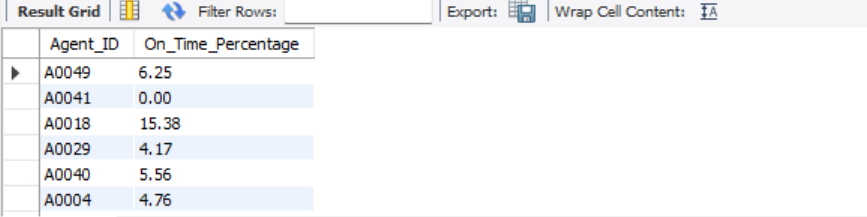 Result Grid Filter Rows: Export: Wrap Cell Content: IA
Agent_ID On_Time_Percentage
A0049 6.25
A0041 0.00
A0018 15.38
A0029 4.17
A0040 5.56
A0004 4.76